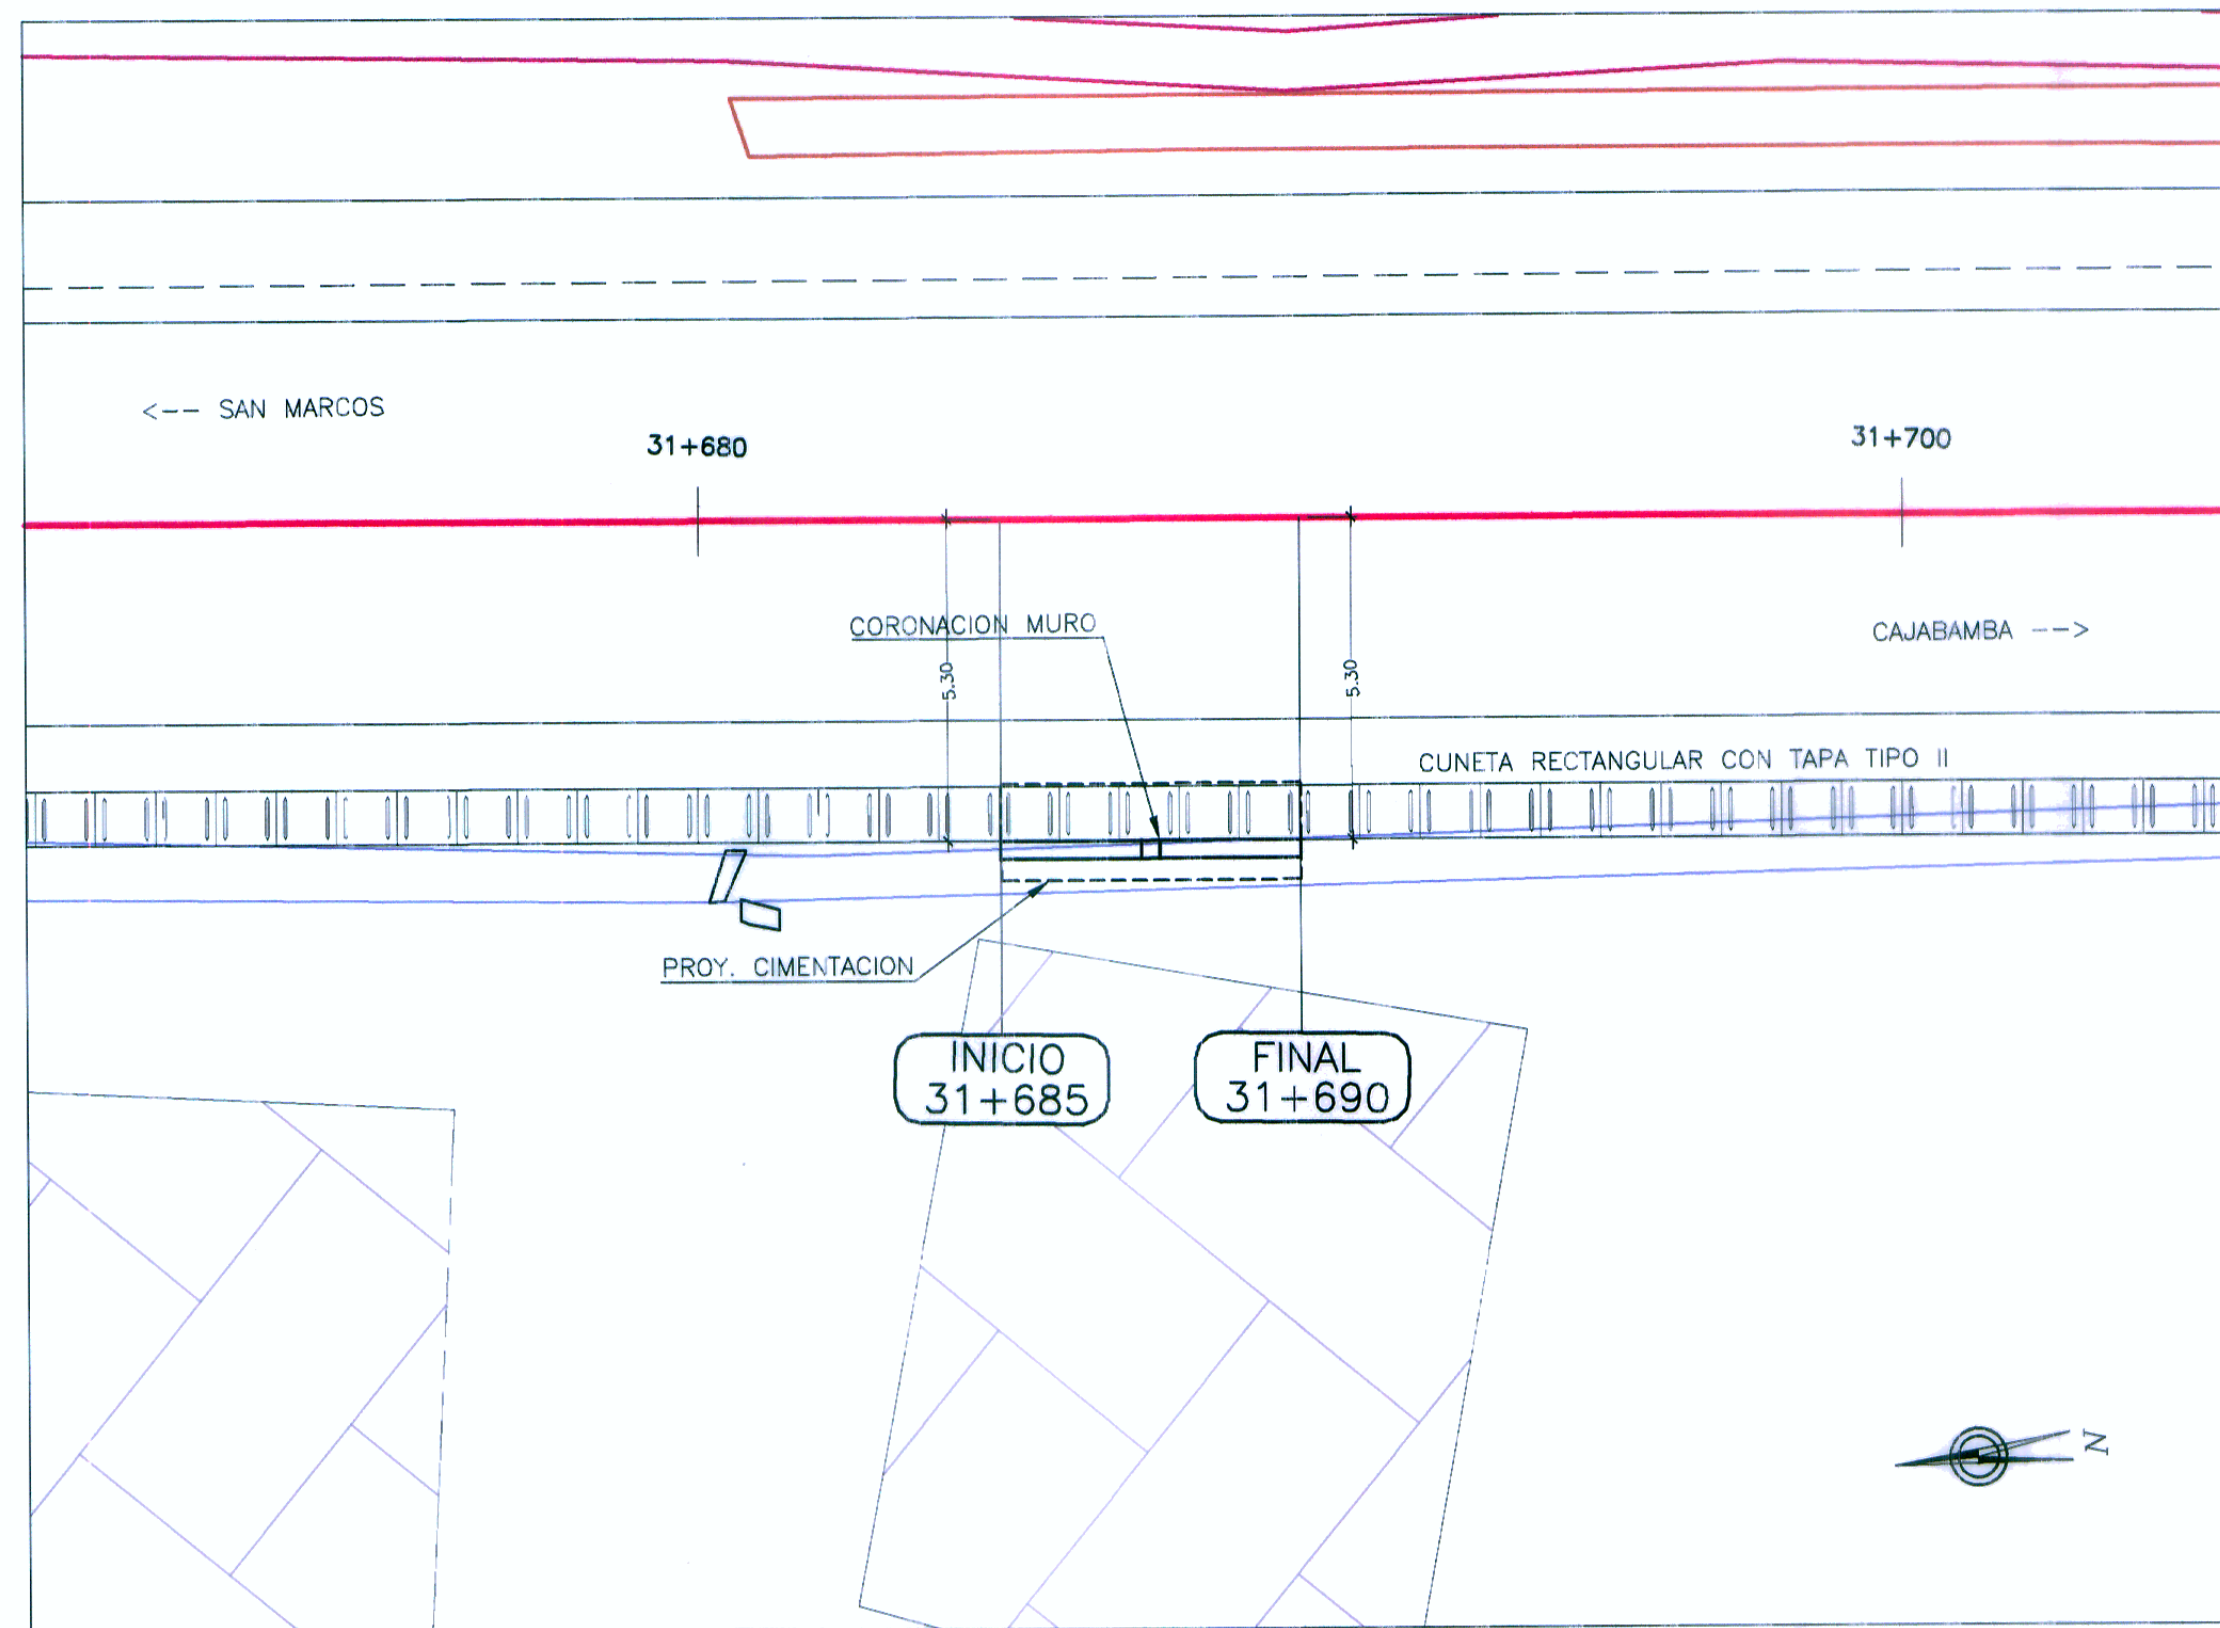 <-- SAN MARCOS
31+680
31+700
CORONACION MURO
CAJABAMBA -->
5.30
5.30
CUNETA RECTANGULAR CON TAPA TIPO II
PROY. CIMENTACION
INICIO
31+685
FINAL
31+690
N